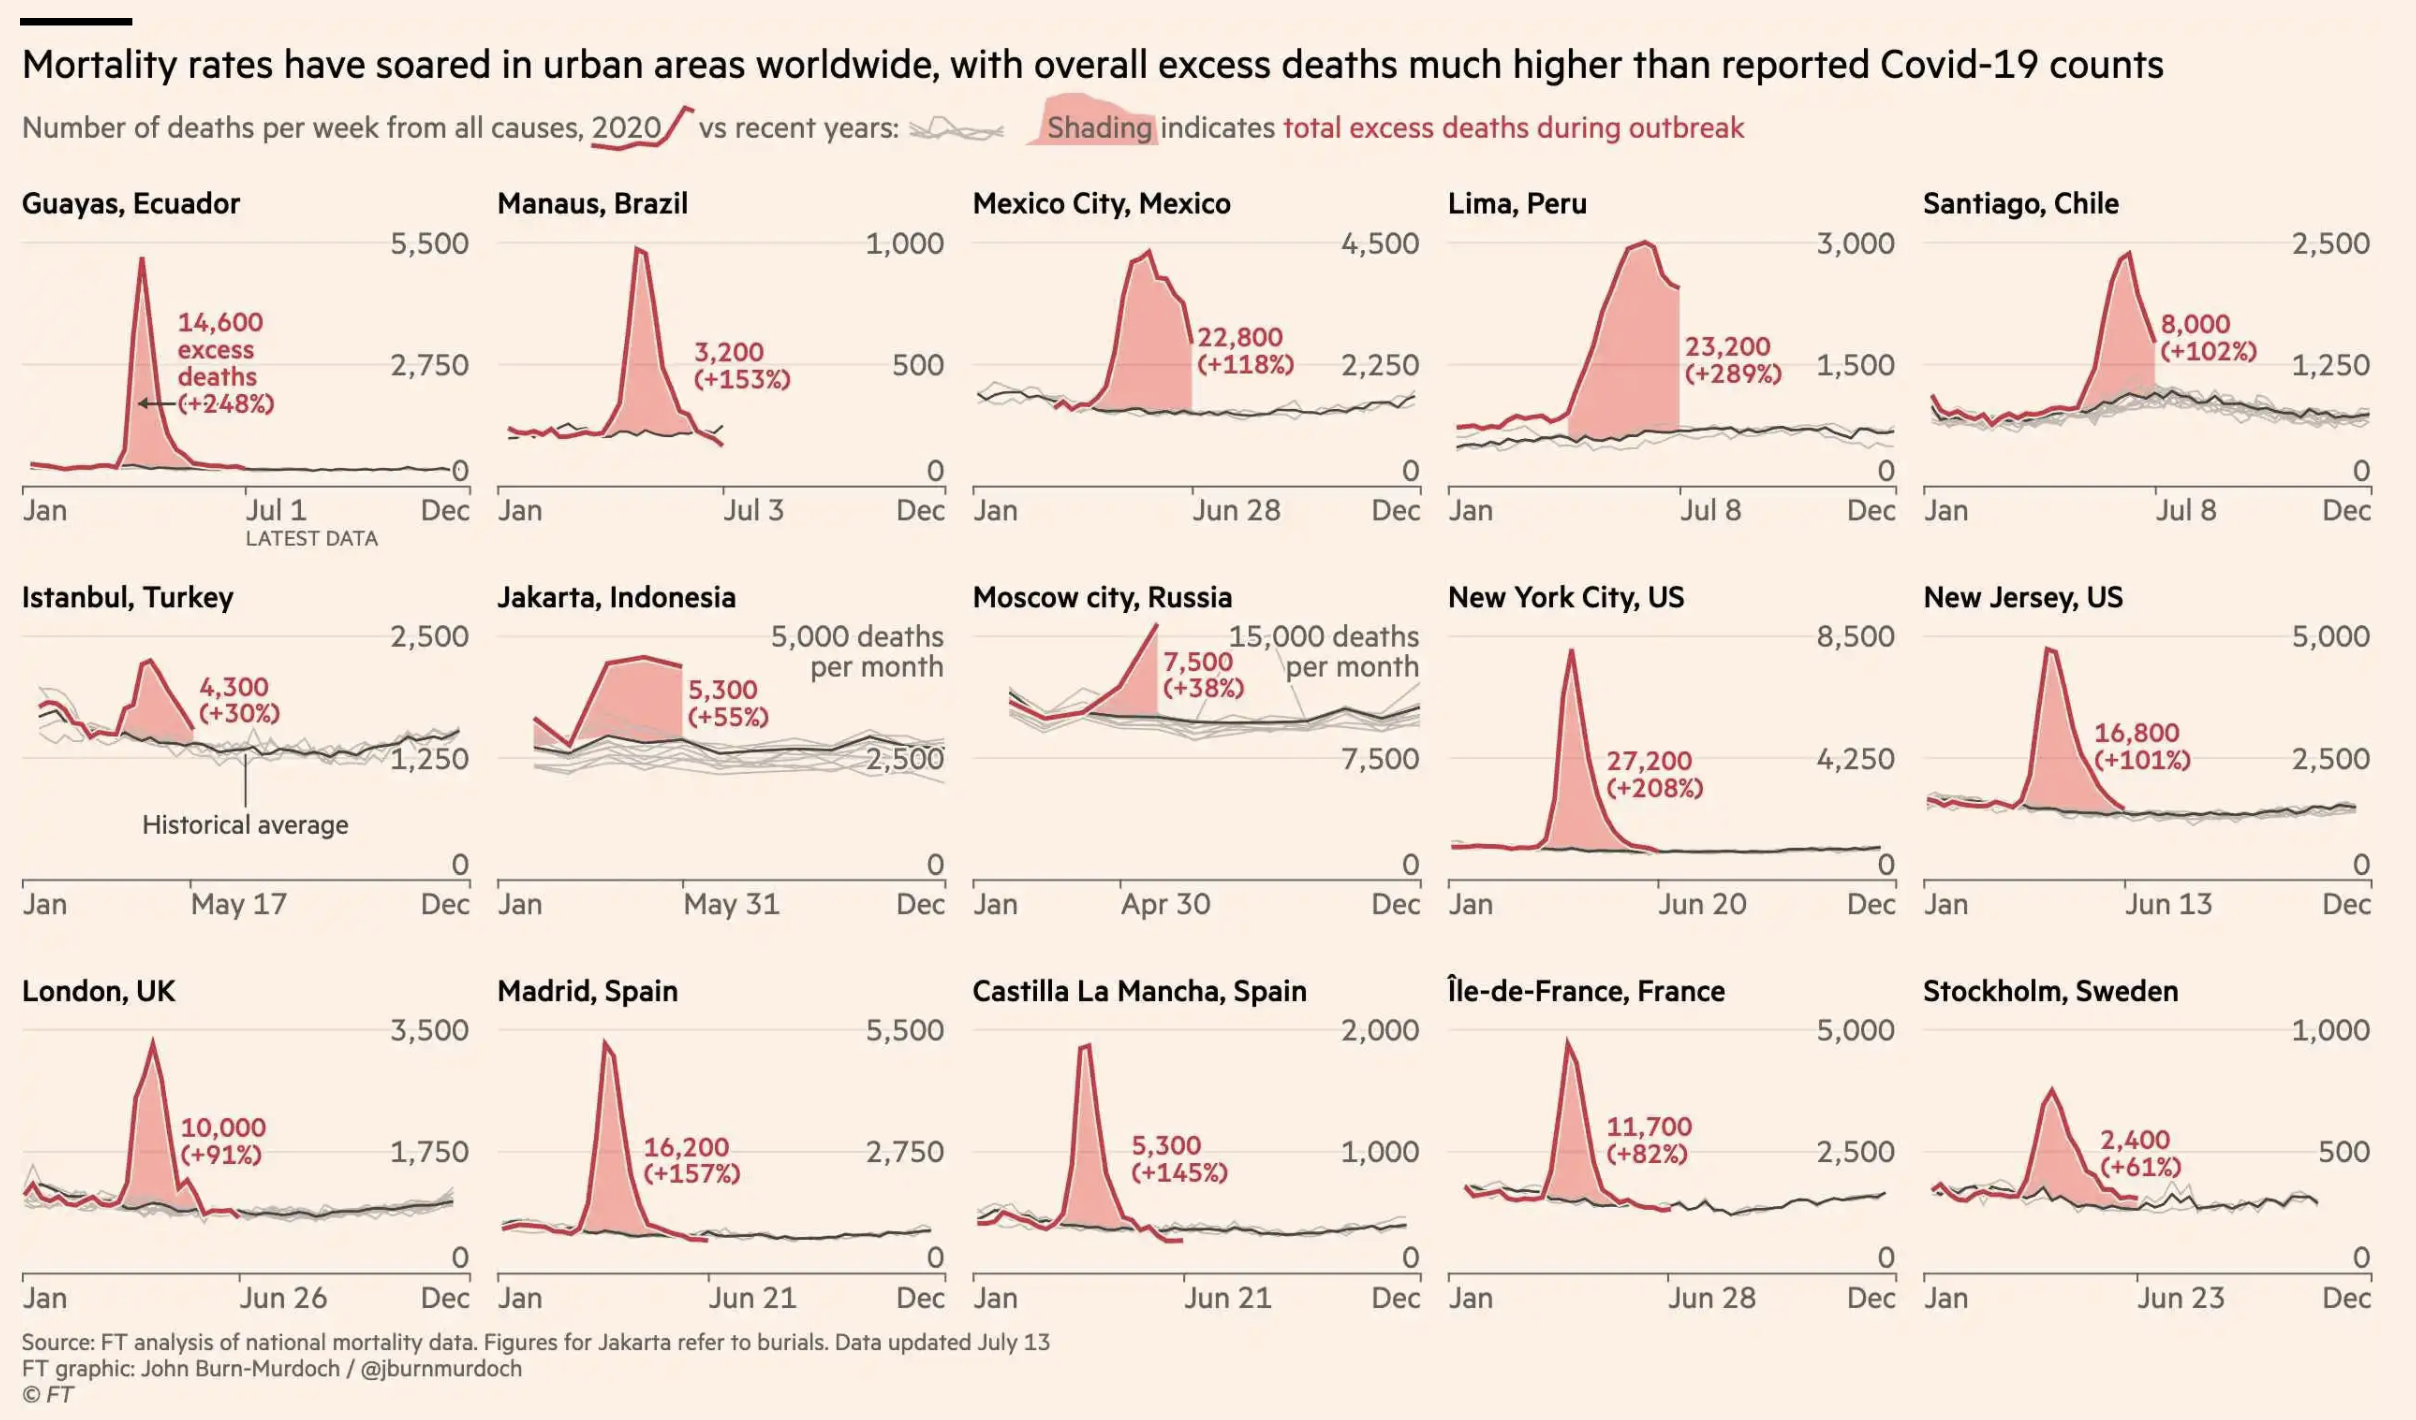 Mortality rates have soared in urban areas worldwide, with overall excess deaths much higher than reported Covid-19 counts
Number of deaths per week from all causes, 2020 vs recent years: Shading indicates total excess deaths during outbreak
Guayas, Ecuador
5,500
14,600
excess
deaths
(+248%)
2,750
0
Jan
Jul 1
Dec
LATEST DATA
Manaus, Brazil
1,000
3,200
(+153%)
500
0
Jan
Jul 3
Dec
Mexico City, Mexico
4,500
22,800
(+118%)
2,250
0
Jan
Jun 28
Dec
Lima, Peru
3,000
23,200
(+289%)
1,500
0
Jan
Jul 8
Dec
Santiago, Chile
2,500
8,000
(+102%)
1,250
0
Jan
Jul 8
Dec
Istanbul, Turkey
2,500
4,300
(+30%)
1,250
Historical average
0
Jan
May 17
Dec
Jakarta, Indonesia
5,000 deaths
per month
5,300
(+55%)
2,500
0
Jan
May 31
Dec
Moscow city, Russia
15,000 deaths
per month
7,500
(+38%)
7,500
0
Jan
Apr 30
Dec
New York City, US
8,500
27,200
(+208%)
4,250
0
Jan
Jun 20
Dec
New Jersey, US
5,000
16,800
(+101%)
2,500
0
Jan
Jun 13
Dec
London, UK
3,500
10,000
(+91%)
1,750
0
Jan
Jun 26
Dec
Madrid, Spain
5,500
16,200
(+157%)
2,750
0
Jan
Jun 21
Dec
Castilla La Mancha, Spain
2,000
5,300
(+145%)
1,000
0
Jan
Jun 21
Dec
Île-de-France, France
5,000
11,700
(+82%)
2,500
0
Jan
Jun 28
Dec
Stockholm, Sweden
1,000
2,400
(+61%)
500
0
Jan
Jun 23
Dec
Source: FT analysis of national mortality data. Figures for Jakarta refer to burials. Data updated July 13
FT graphic: John Burn-Murdoch / @jburnmurdoch
© FT